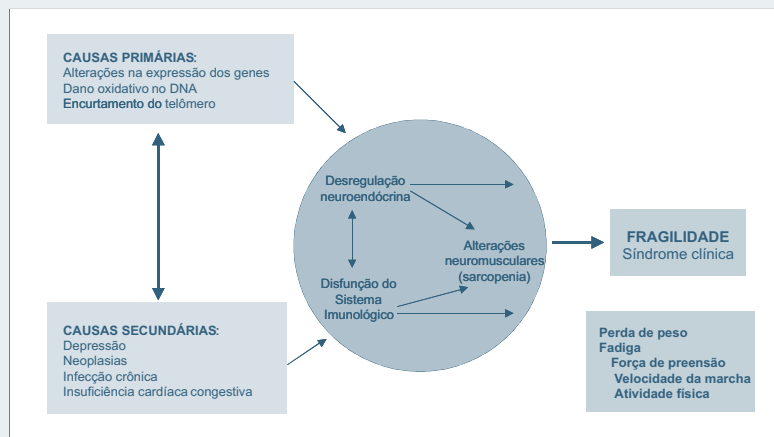 CAUSAS PRIMÁRIAS:
Alterações na expressão dos genes
Dano oxidativo no DNA
Encurtamento do telômero
Desregulação
neuroendócrina
Alterações
neuromusculares
(sarcopenia)
Disfunção do
Sistema
Imunológico
CAUSAS SECUNDÁRIAS:
Depressão
Neoplasias
Infecção crônica
Insuficiência cardíaca congestiva
FRAGILIDADE
Síndrome clínica
Perda de peso
Fadiga
Força de preensão
Velocidade da marcha
Atividade física